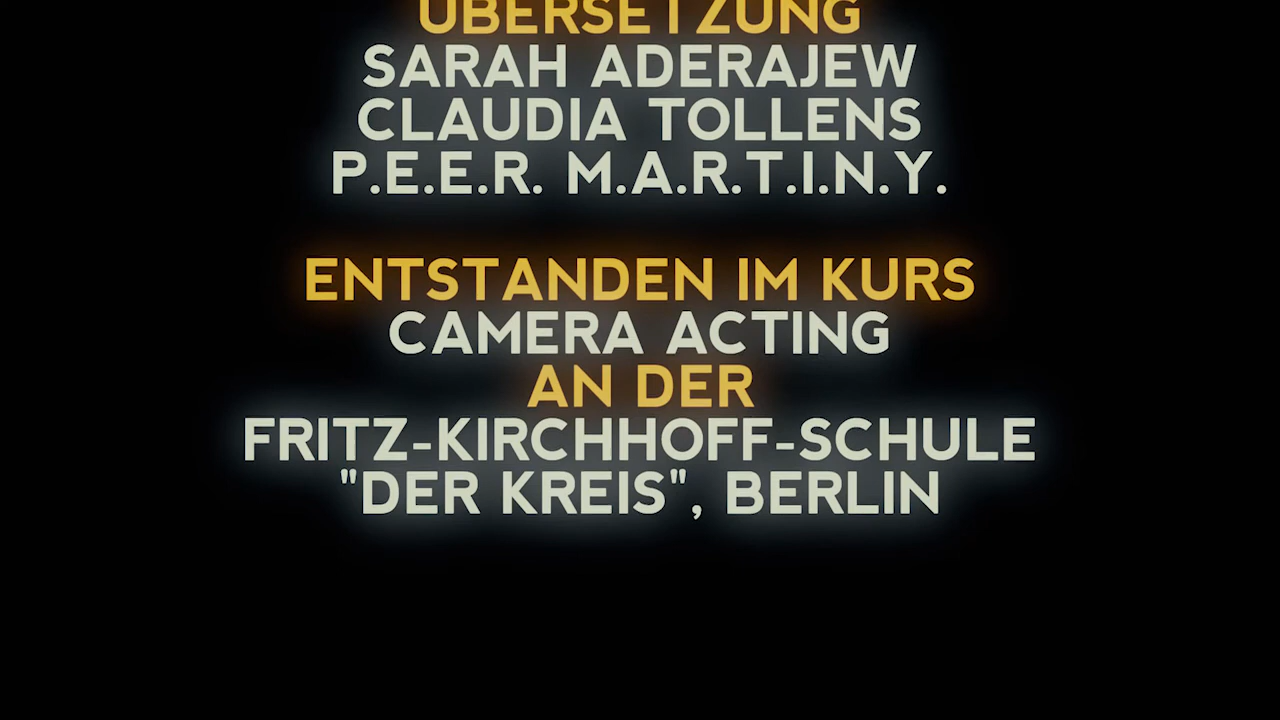 ÜBERSETZUNG
SARAH ADERAJEW
CLAUDIA TOLLENS
P.E.E.R. M.A.R.T.I.N.Y.
ENTSTANDEN IM KURS
CAMERA ACTING
AN DER
FRITZ-KIRCHHOFF-SCHULE
"DER KREIS", BERLIN